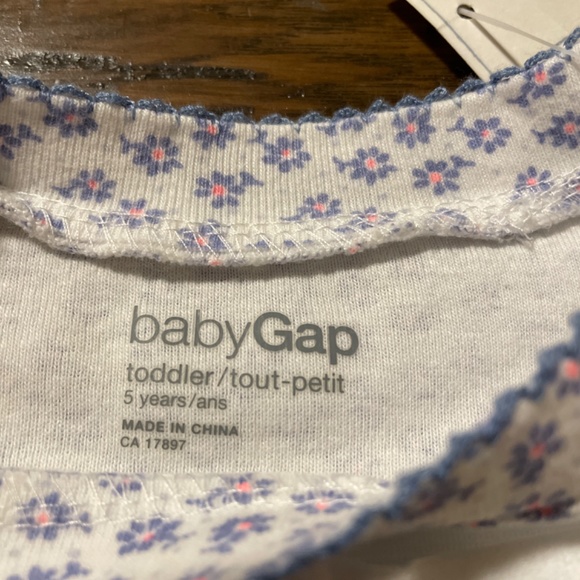 babyGap
toddler/tout-petit
5 years/ans
MADE IN CHINA
CA 17897